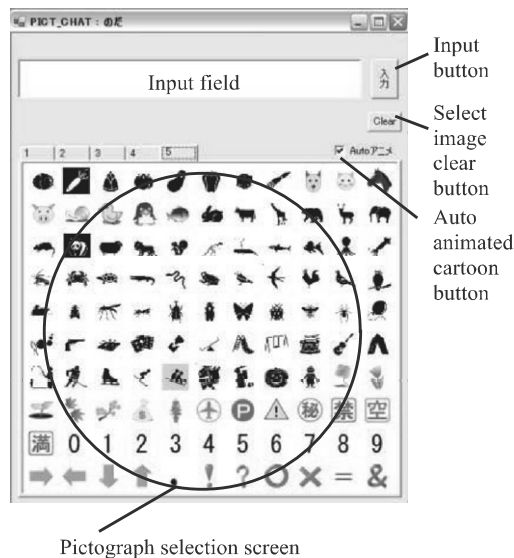 PICT_CHAT : のだ
Input field
入力
Input
button
Clear
Select
image
clear
button
1 2 3 4 5
Autoアニメ
Auto
animated
cartoon
button
P ! 秘 禁 空
満 0 1 2 3 4 5 6 7 8 9
. ! ? = &
Pictograph selection screen